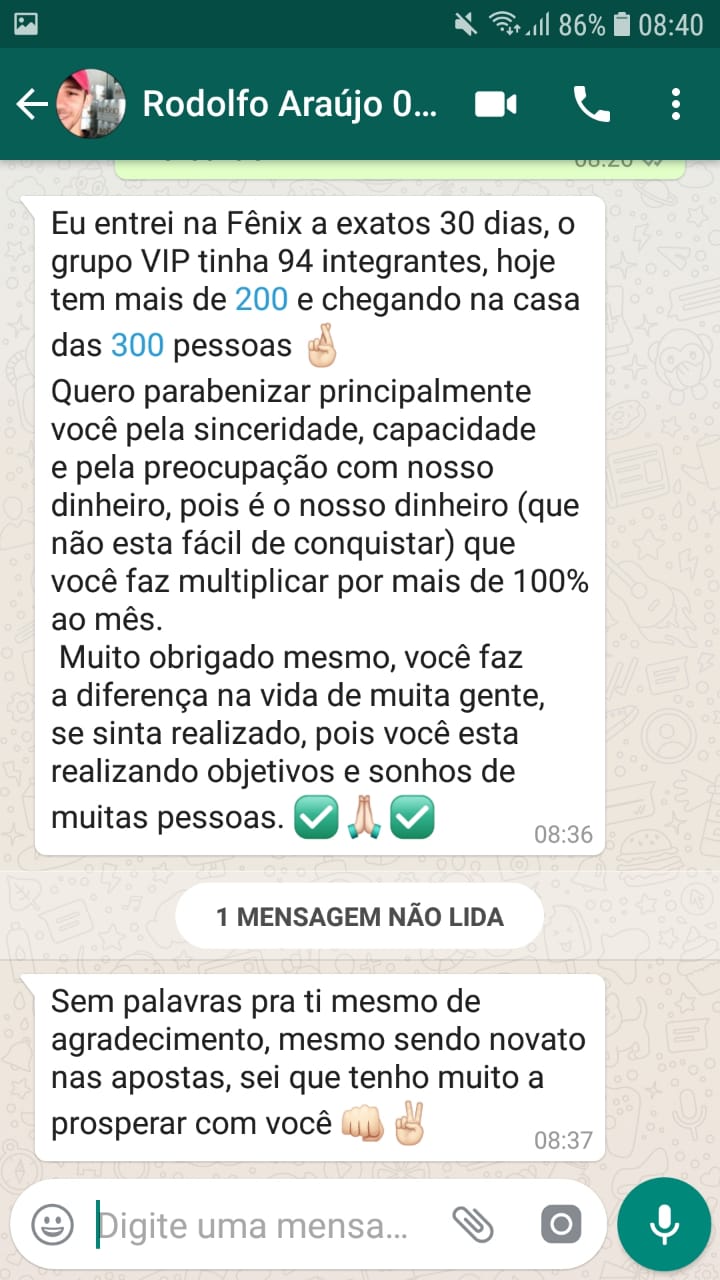 86% 08:40
Rodolfo Araújo 0...
Eu entrei na Fênix a exatos 30 dias, o
grupo VIP tinha 94 integrantes, hoje
tem mais de 200 e chegando na casa
das 300 pessoas 🤞🏻
Quero parabenizar principalmente
você pela sinceridade, capacidade
e pela preocupação com nosso
dinheiro, pois é o nosso dinheiro (que
não esta fácil de conquistar) que
você faz multiplicar por mais de 100%
ao mês.
Muito obrigado mesmo, você faz
a diferença na vida de muita gente,
se sinta realizado, pois você esta
realizando objetivos e sonhos de
muitas pessoas. ✅🙏🏻✅
08:36
1 MENSAGEM NÃO LIDA
Sem palavras pra ti mesmo de
agradecimento, mesmo sendo novato
nas apostas, sei que tenho muito a
prosperar com você 👊🏻✌🏻
08:37
Digite uma mensa...